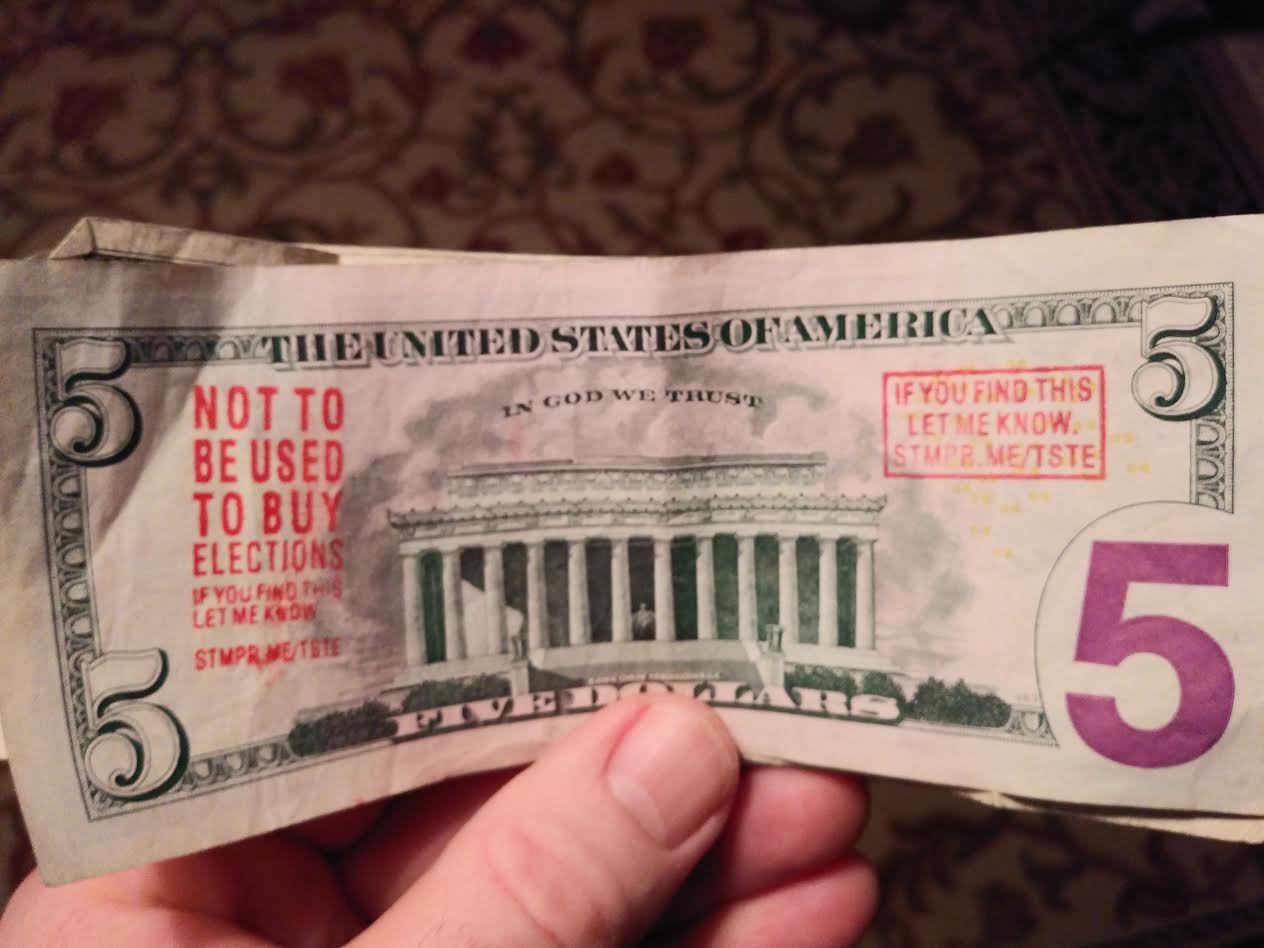 THE UNITED STATES OF AMERICA
5
5
IN GOD WE TRUST
NOT TO
BE USED
TO BUY
ELECTIONS
IF YOU FIND THIS
LET ME KNOW
STMPR.ME/TSTE
IF YOU FIND THIS
LET ME KNOW.
STMPR.ME/TSTE
5
5
FIVE DOLLARS